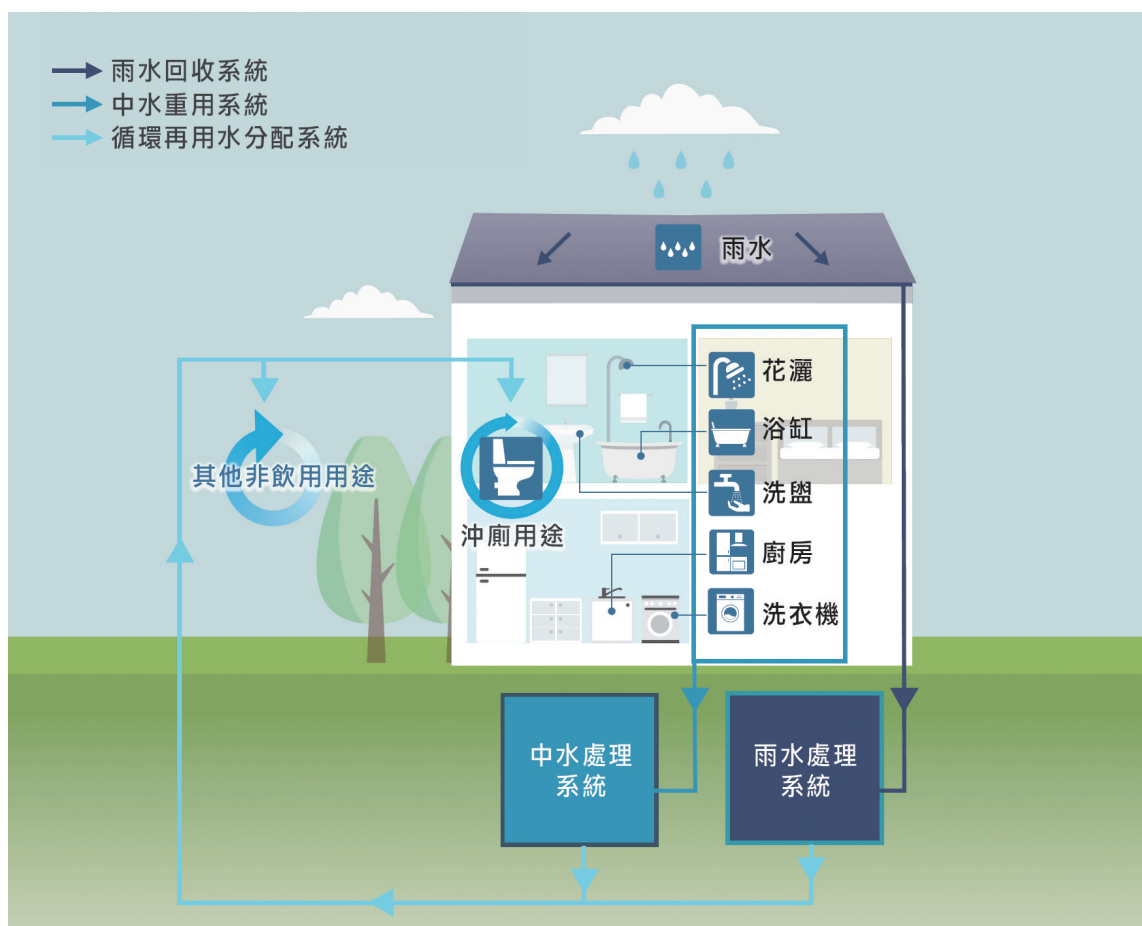 雨水回收系統
中水重用系統
循環再用水分配系統
雨水
花灑
浴缸
洗盥
廚房
洗衣機
其他非飲用用途
沖廁用途
中水處理
系統
雨水處理
系統